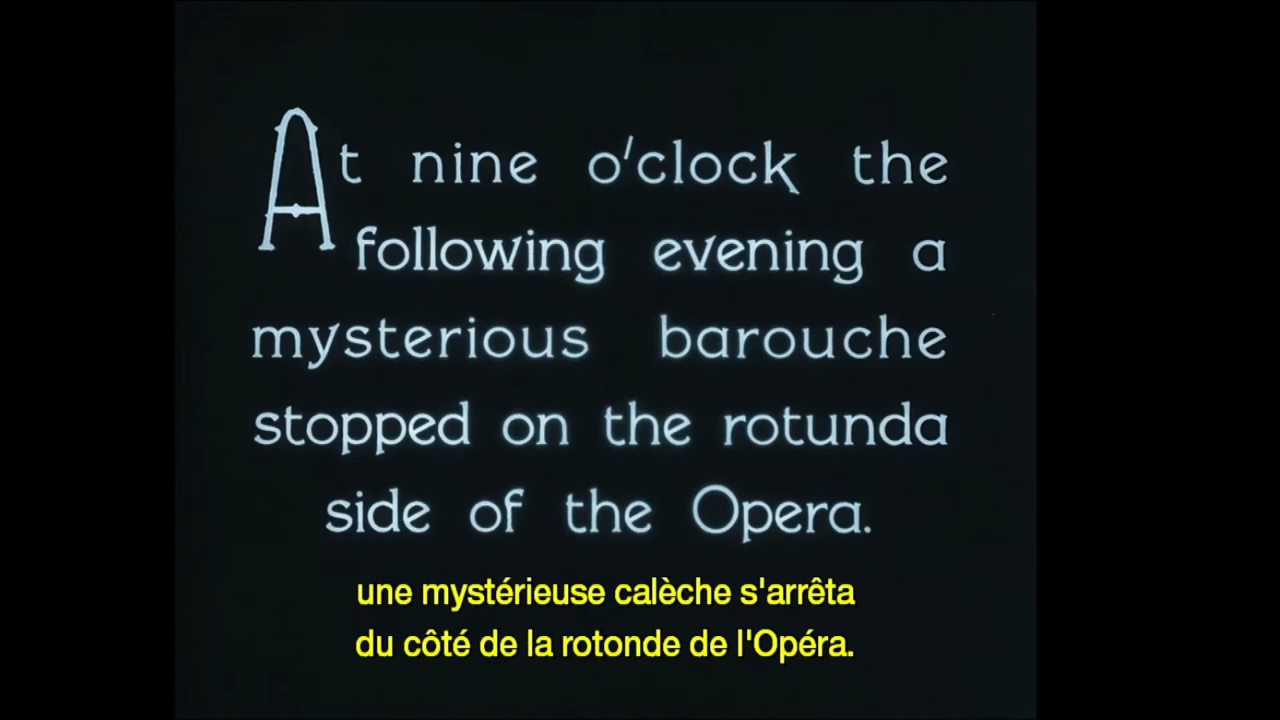 At nine o'clock the
following evening a
mysterious barouche
stopped on the rotunda
side of the Opera.
une mystérieuse calèche s'arrêta
du côté de la rotonde de l'Opéra.